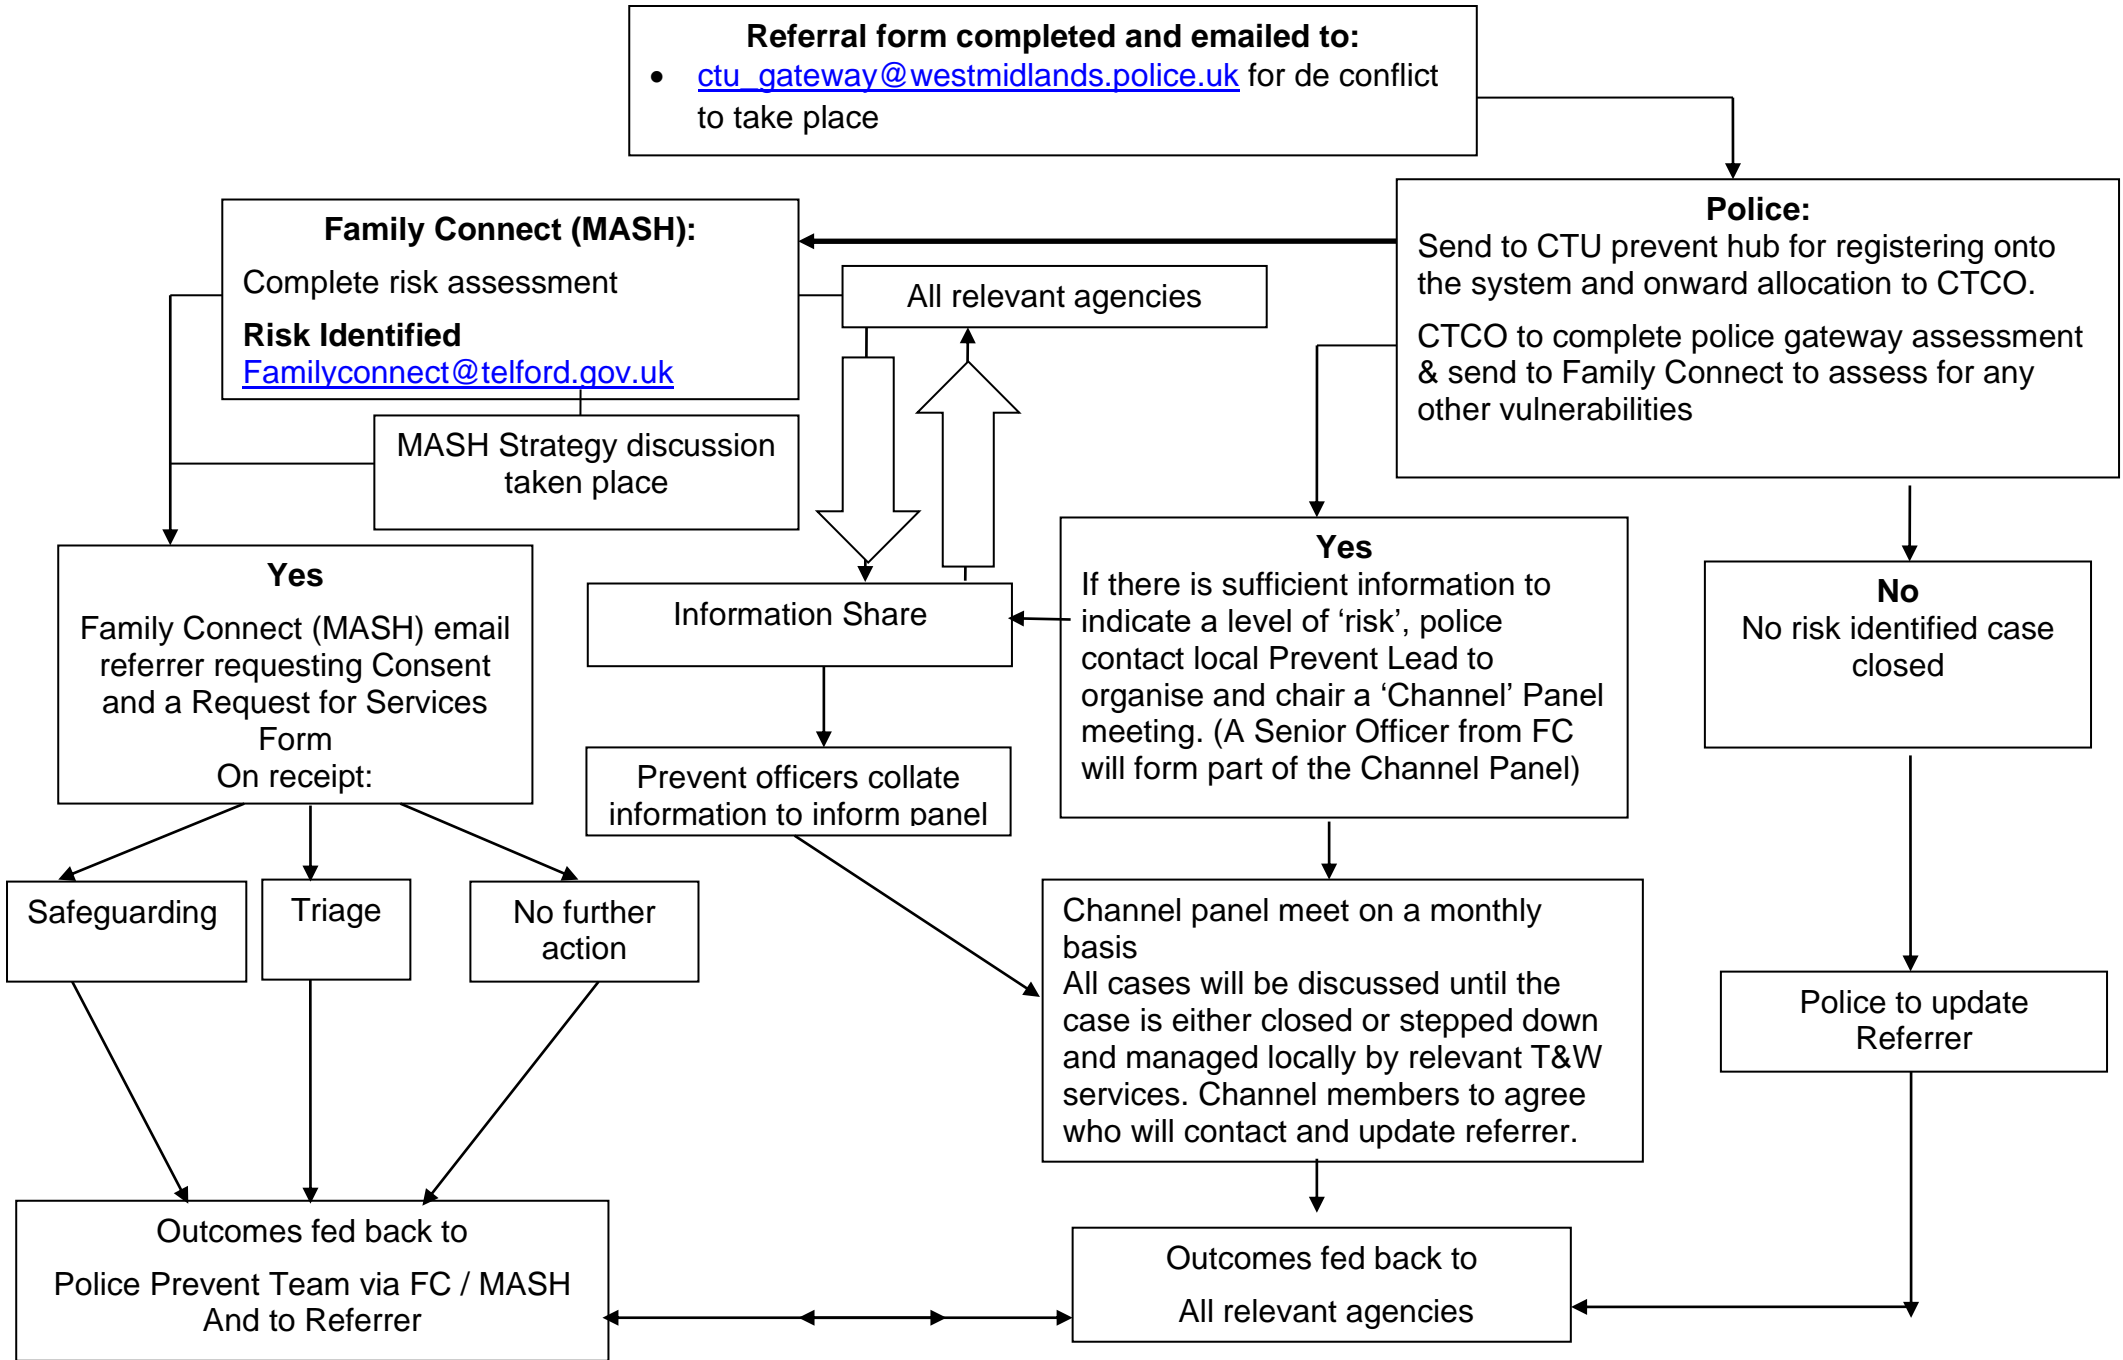 Referral form completed and emailed to:
• ctu_gateway@westmidlands.police.uk for de conflict
to take place
Police:
Send to CTU prevent hub for registering onto
the system and onward allocation to CTCO.
CTCO to complete police gateway assessment
& send to Family Connect to assess for any
other vulnerabilities
Family Connect (MASH):
Complete risk assessment
Risk Identified
Familyconnect@telford.gov.uk
All relevant agencies
MASH Strategy discussion
taken place
Yes
Family Connect (MASH) email
referrer requesting Consent
and a Request for Services
Form
On receipt:
Information Share
Yes
If there is sufficient information to
indicate a level of ‘risk’, police
contact local Prevent Lead to
organise and chair a ‘Channel’ Panel
meeting. (A Senior Officer from FC
will form part of the Channel Panel)
No
No risk identified case
closed
Prevent officers collate
information to inform panel
Safeguarding
Triage
No further
action
Channel panel meet on a monthly
basis
All cases will be discussed until the
case is either closed or stepped down
and managed locally by relevant T&W
services. Channel members to agree
who will contact and update referrer.
Police to update
Referrer
Outcomes fed back to
Police Prevent Team via FC / MASH
And to Referrer
Outcomes fed back to
All relevant agencies